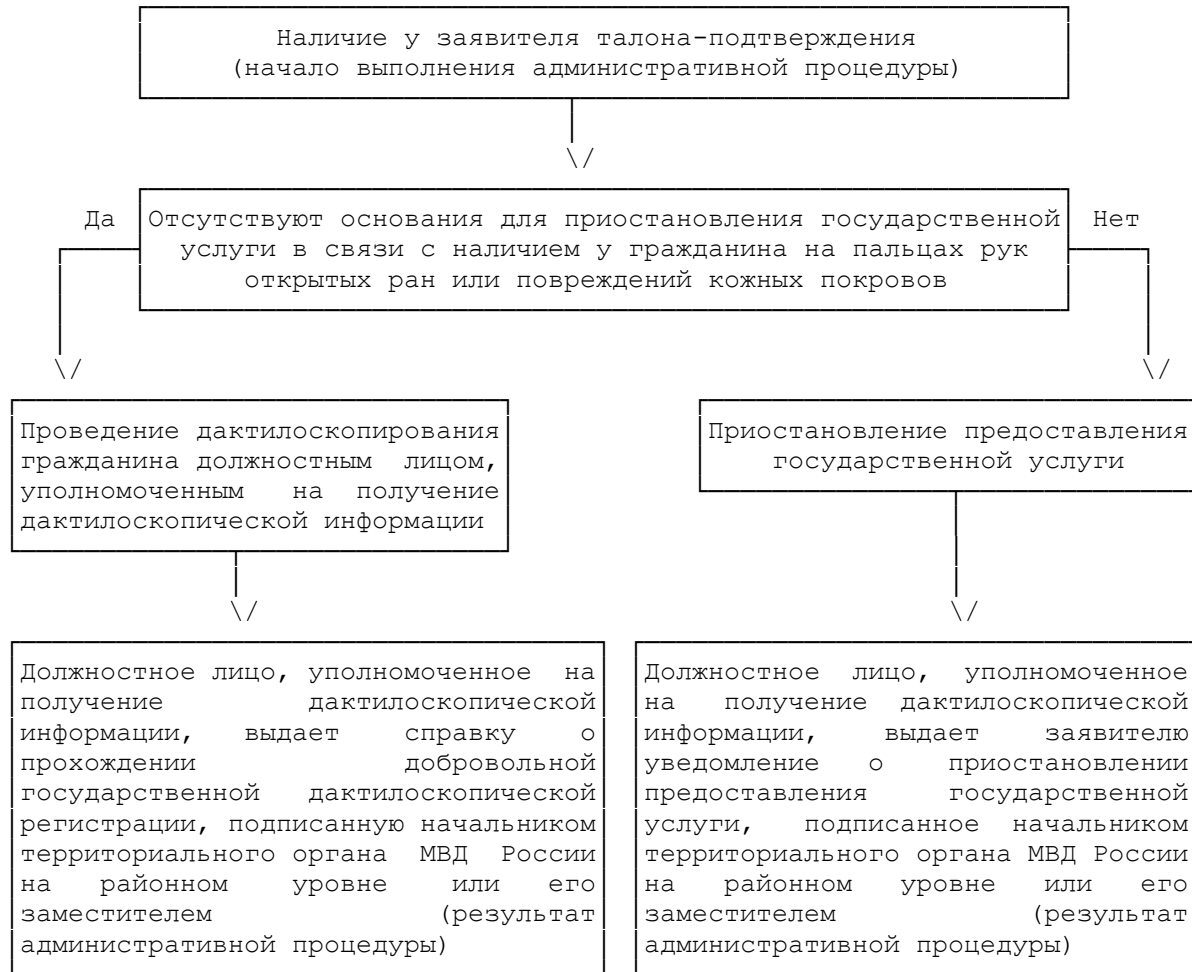 Наличие у заявителя талона-подтверждения
(начало выполнения административной процедуры)
\/
Да
Отсутствуют основания для приостановления государственной
услуги в связи с наличием у гражданина на пальцах рук
открытых ран или повреждений кожных покровов
Нет
\/
\/
Проведение дактилоскопирования
гражданина должностным лицом,
уполномоченным на получение
дактилоскопической информации
Приостановление предоставления
государственной услуги
\/
\/
Должностное лицо, уполномоченное на
получение дактилоскопической
информации, выдает справку о
прохождении добровольной
государственной дактилоскопической
регистрации, подписанную начальником
территориального органа МВД России
на районном уровне или его
заместителем (результат
административной процедуры)
Должностное лицо, уполномоченное
на получение дактилоскопической
информации, выдает заявителю
уведомление о приостановлении
предоставления государственной
услуги, подписанное начальником
территориального органа МВД России
на районном уровне или его
заместителем (результат
административной процедуры)